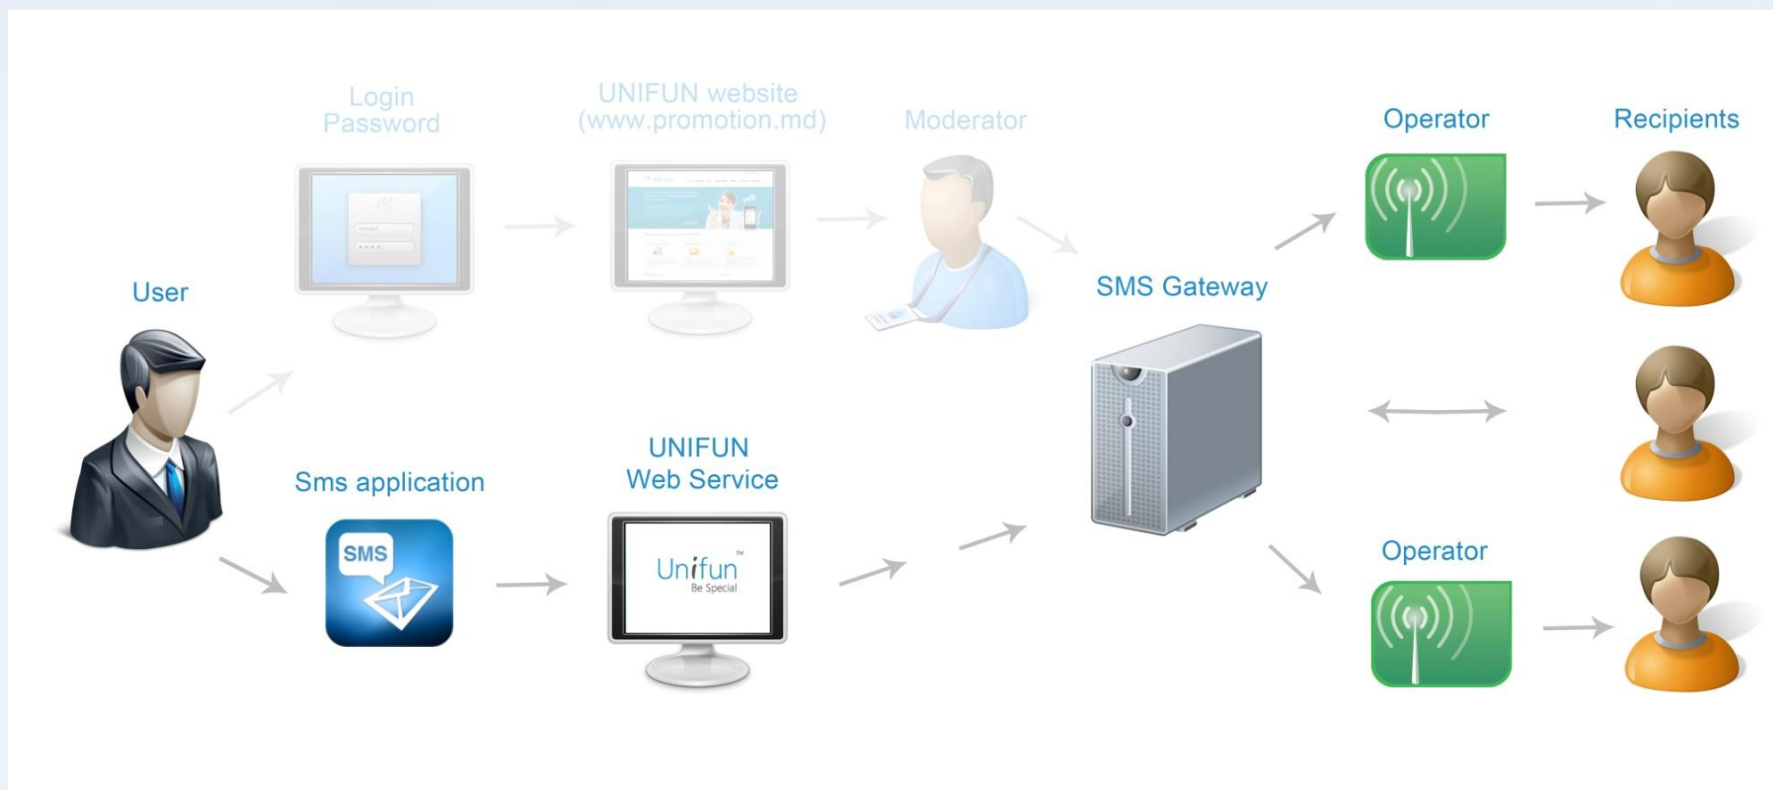 Login
Password
UNIFUN website
(www.promotion.md)
Moderator
Operator
Recipients
User
SMS Gateway
Sms application
UNIFUN
Web Service
SMS
Unifun
TM
Be Special
Operator